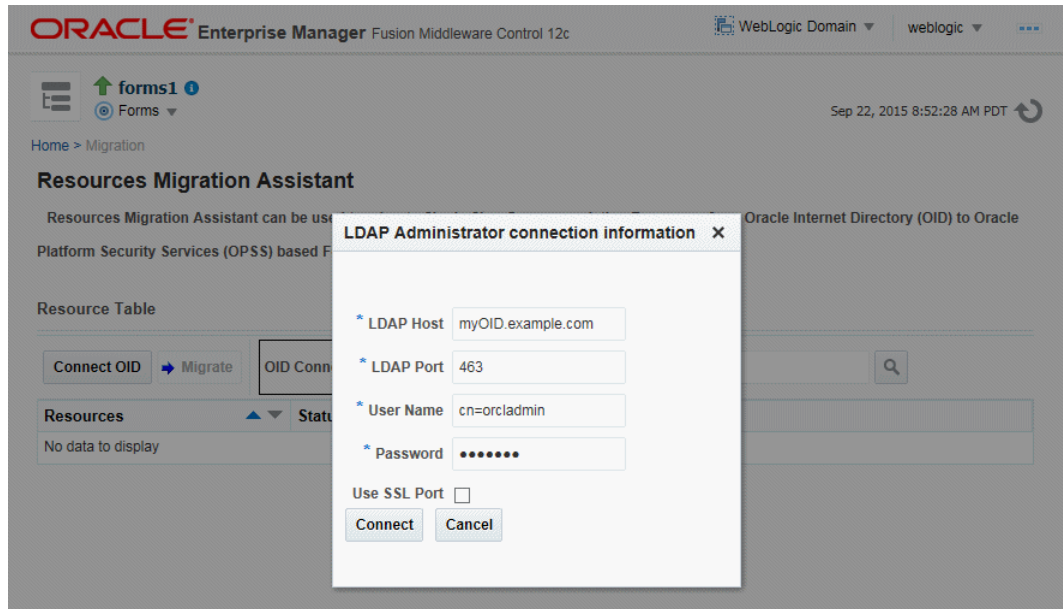 ORACLE Enterprise Manager Fusion Middleware Control 12c
WebLogic Domain
weblogic
forms1
Forms
Sep 22, 2015 8:52:28 AM PDT
Home > Migration
Resources Migration Assistant
Resources Migration Assistant can be use Oracle Internet Directory (OID) to Oracle
Platform Security Services (OPSS) based F
Resource Table
Connect OID Migrate OID Conn
Resources Statu
No data to display
LDAP Administrator connection information
* LDAP Host myOID.example.com
* LDAP Port 463
* User Name cn=orcladmin
* Password •••••••
Use SSL Port
Connect Cancel